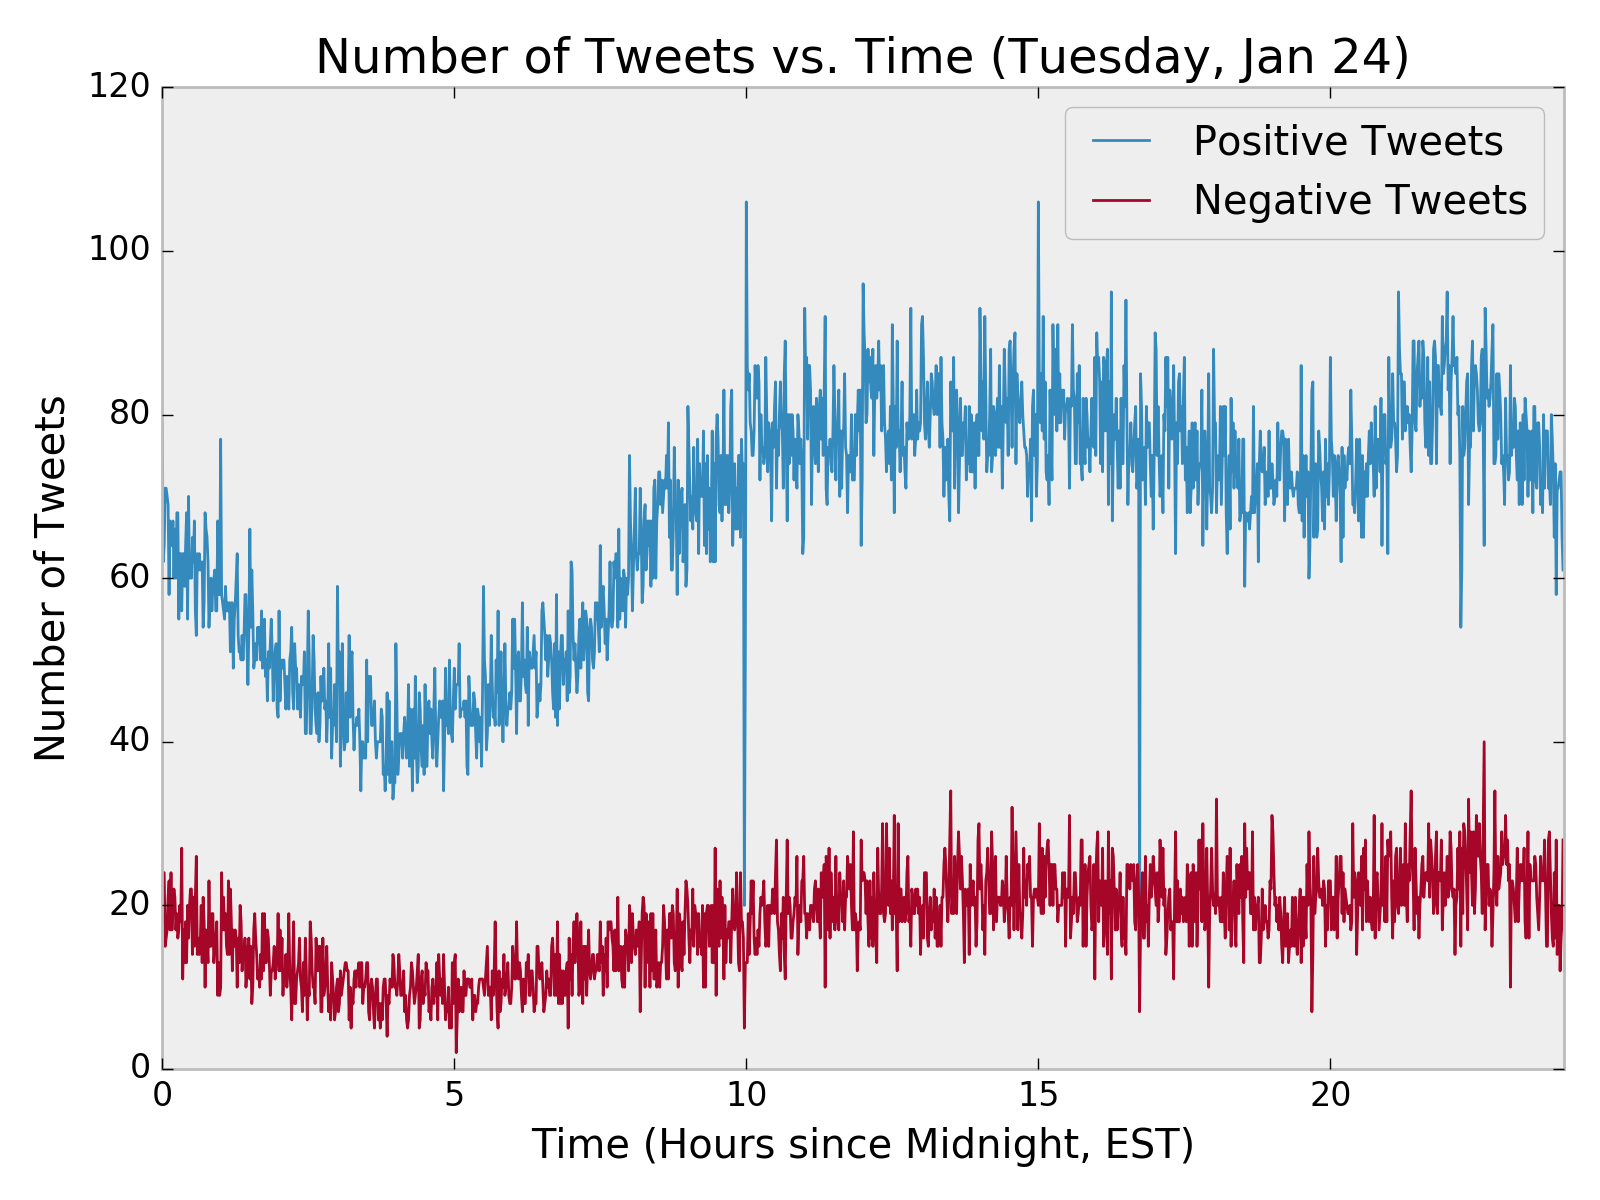 Number of Tweets vs. Time (Tuesday, Jan 24)
120
100
80
60
40
20
0
Number of Tweets
Positive Tweets
Negative Tweets
0 5 10 15 20
Time (Hours since Midnight, EST)